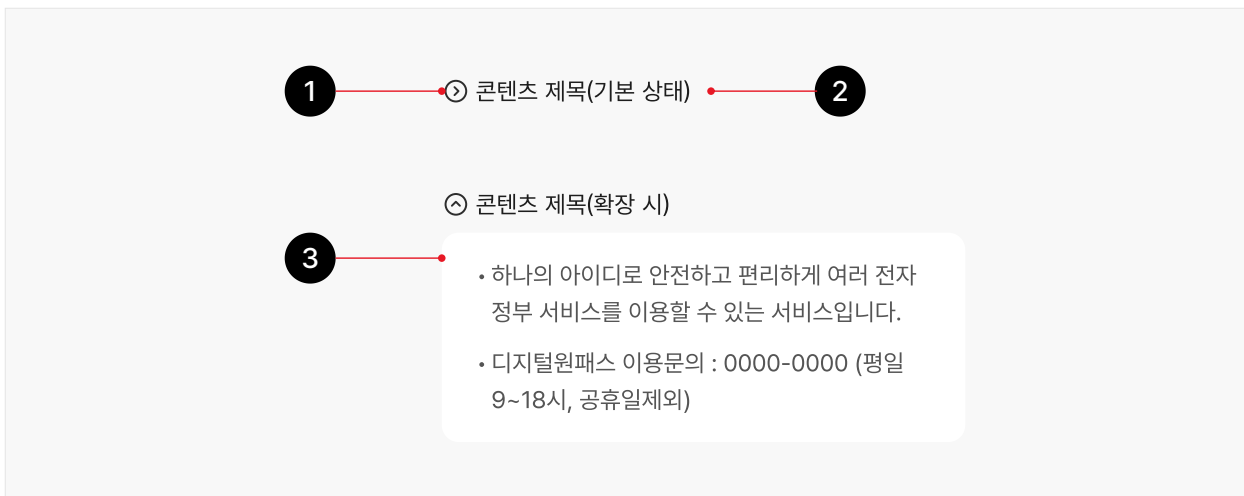 1 콘텐츠 제목(기본 상태) 2
콘텐츠 제목(확장 시)
3
• 하나의 아이디로 안전하고 편리하게 여러 전자
정부 서비스를 이용할 수 있는 서비스입니다.
• 디지털원패스 이용문의 : 0000-0000 (평일
9~18시, 공휴일제외)